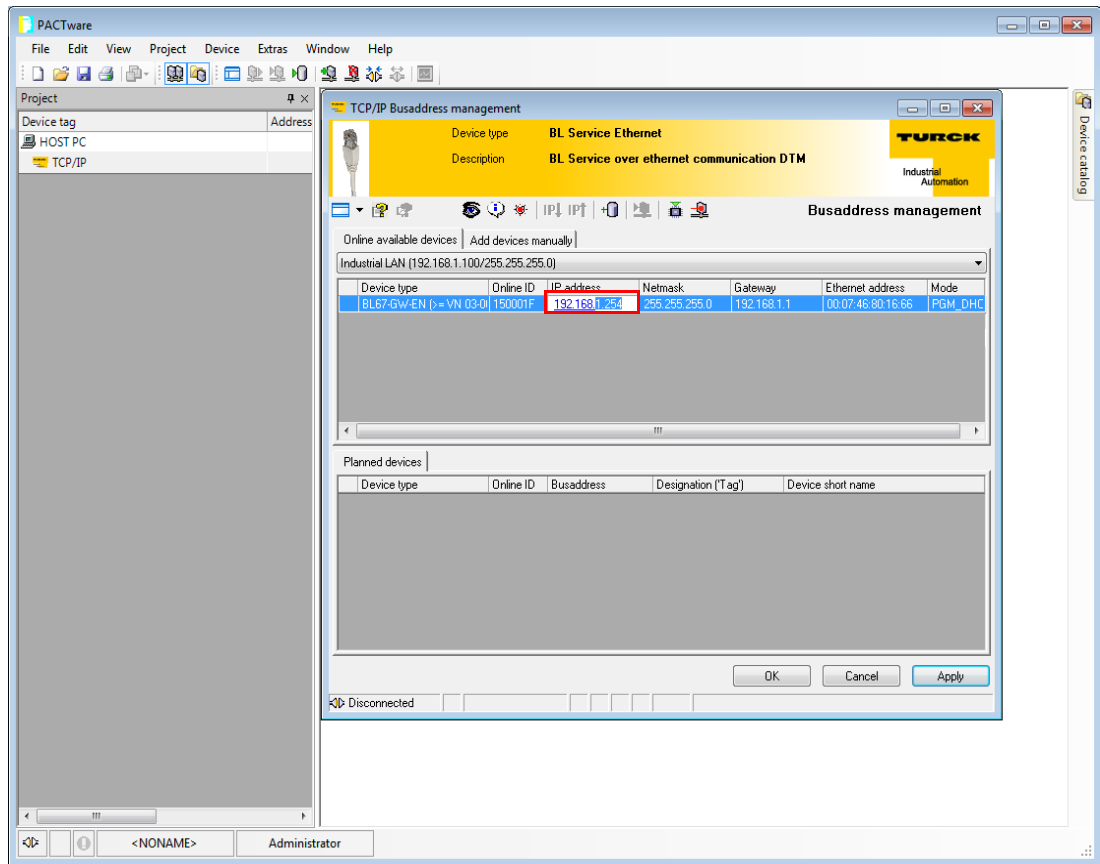 PACTware
File Edit View Project Device Extras Window Help
Project
Device tag Address
HOST PC
TCP/IP
TCP/IP Busaddress management
Device type BL Service Ethernet
Description BL Service over ethernet communication DTM
TURCK
Industrial
Automation
IP IP Busaddress management
Online available devices Add devices manually
Industrial LAN (192.168.1.100/255.255.255.0)
Device type Online ID IP address Netmask Gateway Ethernet address Mode
BL67-GW-EN (>= VN 03-0 150001F 192.168.1.254 255.255.255.0 192.168.1.1 00:07:46:80:16:66 PGM_DHC
Planned devices
Device type Online ID Busaddress Designation ('Tag') Device short name
OK Cancel Apply
Disconnected
Device catalog
<NONAME> Administrator